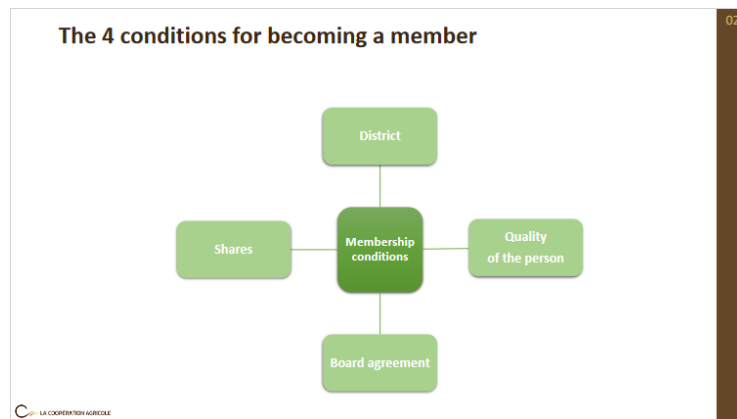 02
The 4 conditions for becoming a member
District
Shares
Membership
conditions
Quality
of the person
Board agreement
LA COOPÉRATION AGRICOLE